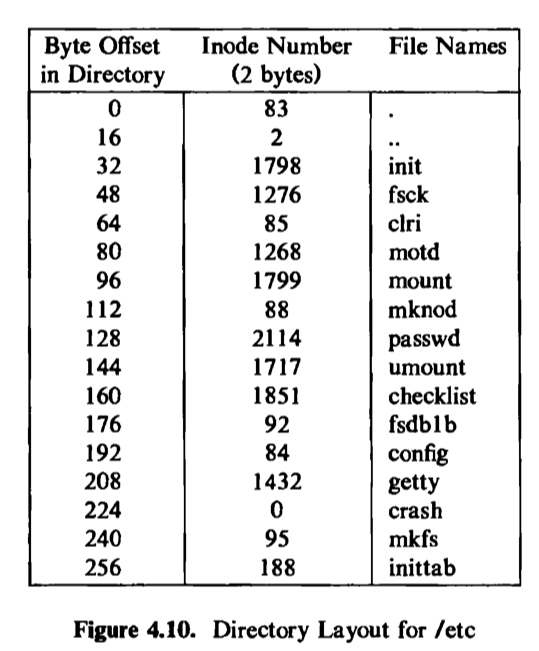 Byte Offset in Directory Inode Number (2 bytes) File Names
0 83 .
16 2 ..
32 1798 init
48 1276 fsck
64 85 clri
80 1268 motd
96 1799 mount
112 88 mknod
128 2114 passwd
144 1717 umount
160 1851 checklist
176 92 fsdb1b
192 84 config
208 1432 getty
224 0 crash
240 95 mkfs
256 188 inittab
Figure 4.10. Directory Layout for /etc